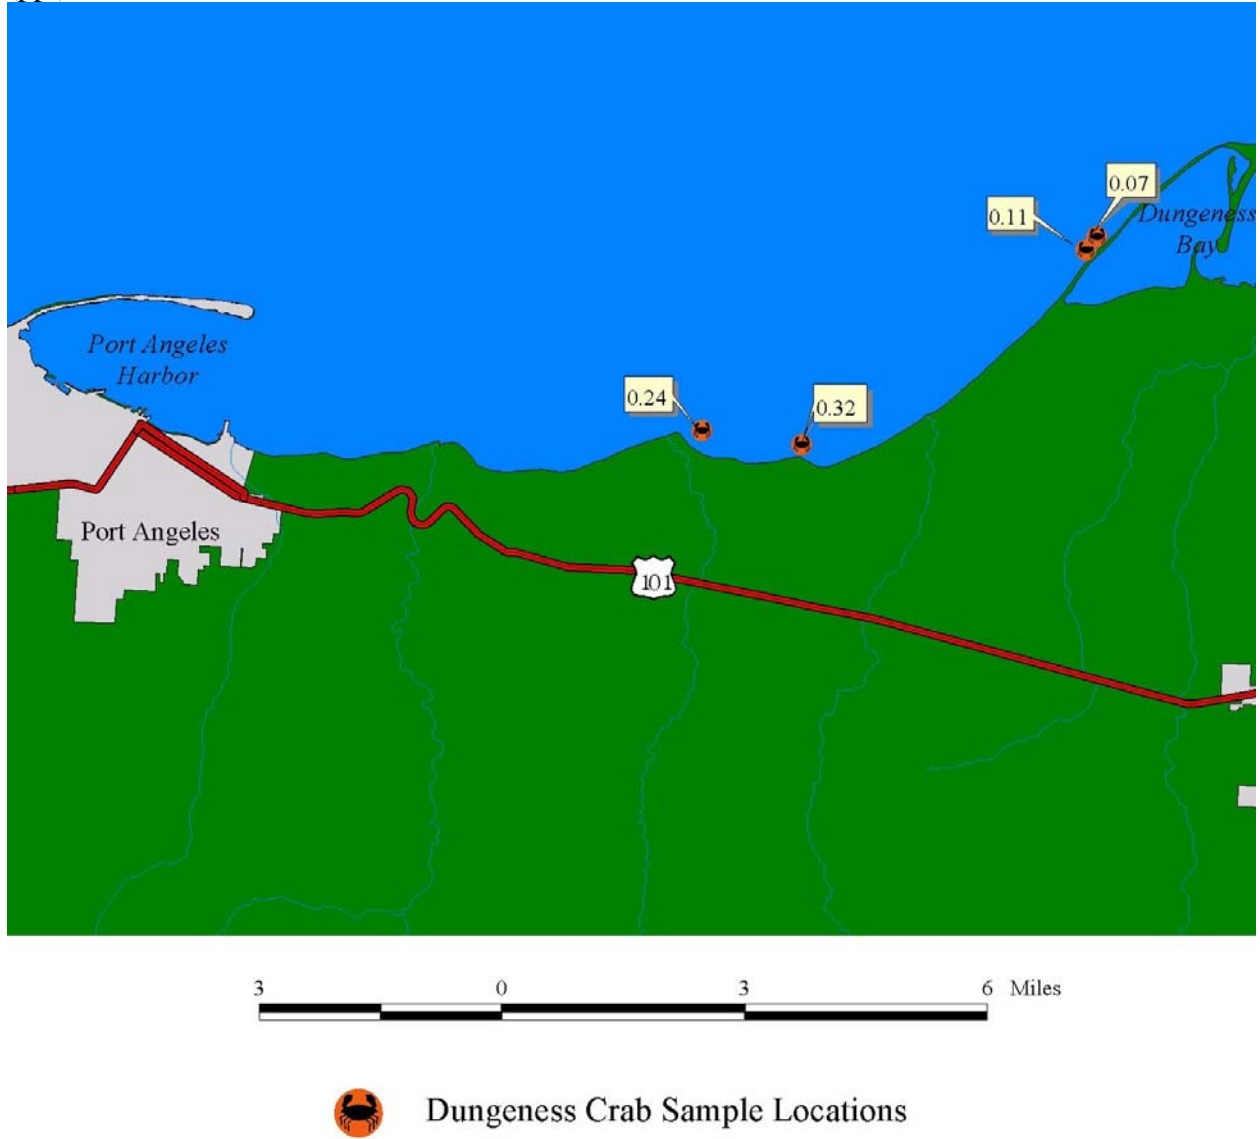 0.07
0.11
Dungeness
Bay
Port Angeles
Harbor
0.24
0.32
Port Angeles
101
3 0 3 6 Miles
Dungeness Crab Sample Locations